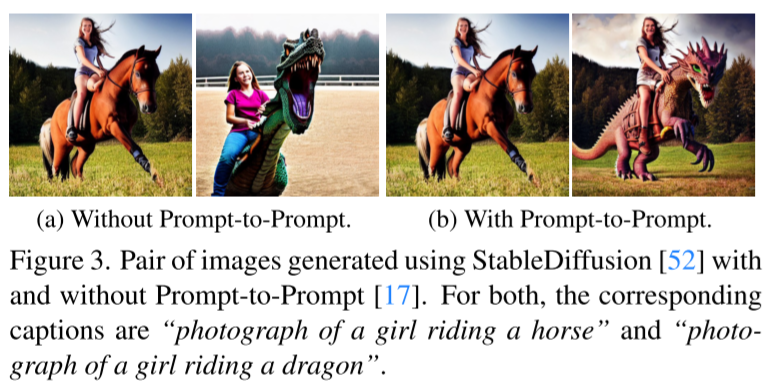 (a) Without Prompt-to-Prompt.
(b) With Prompt-to-Prompt.
Figure 3. Pair of images generated using StableDiffusion [52] with
and without Prompt-to-Prompt [17]. For both, the corresponding
captions are “photograph of a girl riding a horse” and “photo-
graph of a girl riding a dragon”.